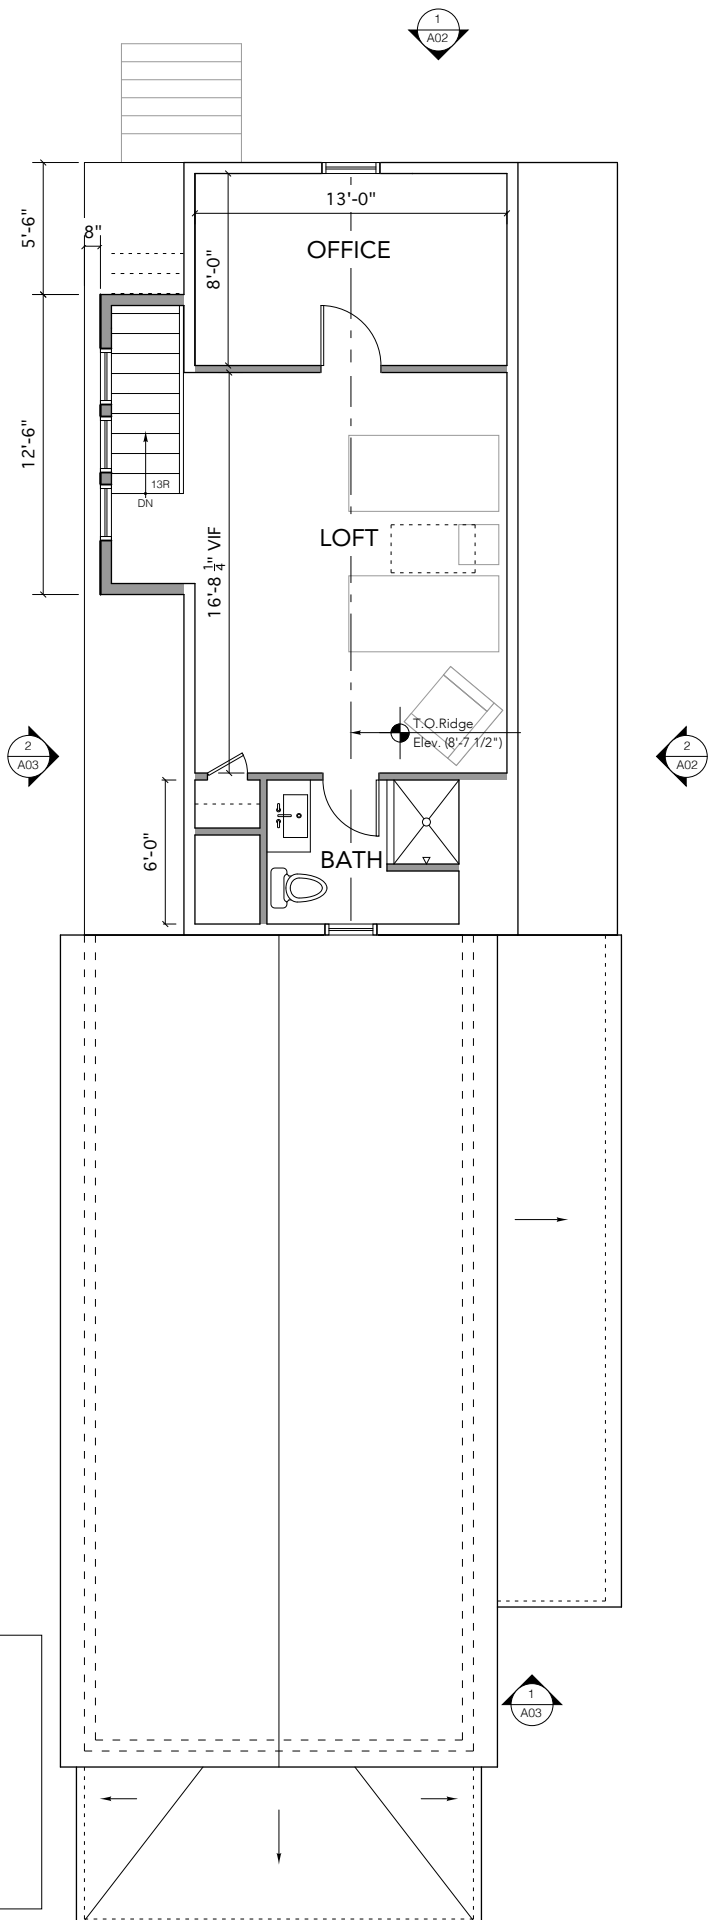 1
A02
5'-6"
8"
13'-0"
OFFICE
8'-0"
12'-6"
13R
DN
LOFT
16'-8 1/4" VIF
T.O.Ridge
Elev. (8'-7 1/2")
2
A03
2
A02
6'-0"
BATH
1
A03